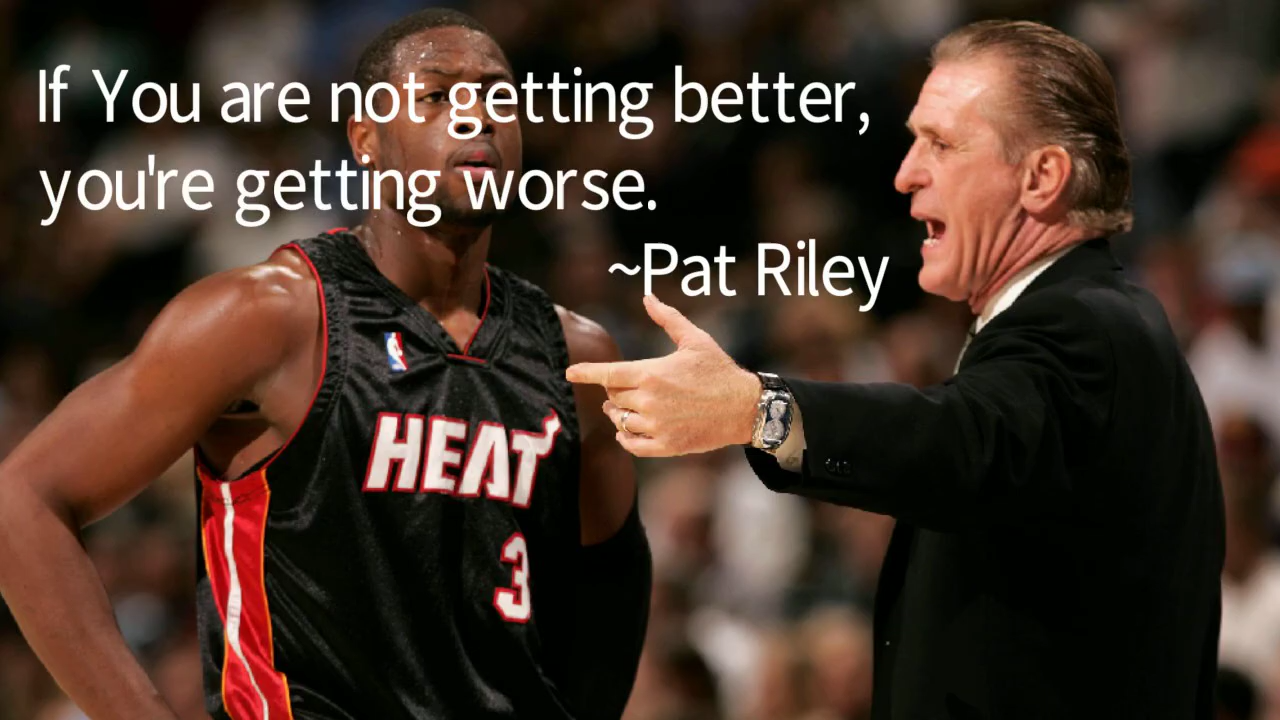 If You are not getting better,
you're getting worse.
~Pat Riley
HEAT
3